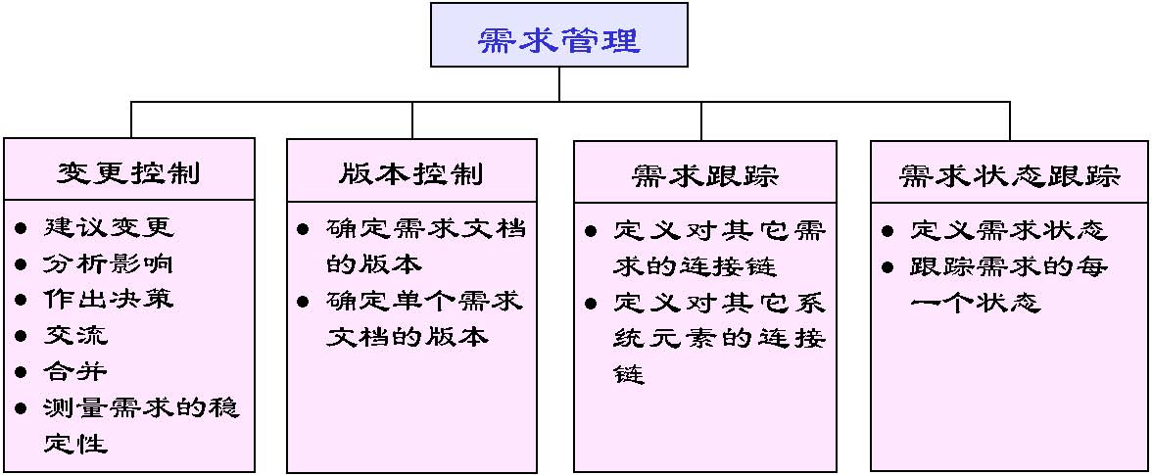 需求管理
变更控制
● 建议变更
● 分析影响
● 作出决策
● 交流
● 合并
● 测量需求的稳
定性
版本控制
● 确定需求文档
的版本
● 确定单个需求
文档的版本
需求跟踪
● 定义对其它需
求的连接链
● 定义对其它系
统元素的连接
链
需求状态跟踪
● 定义需求状态
● 跟踪需求的每
一个状态